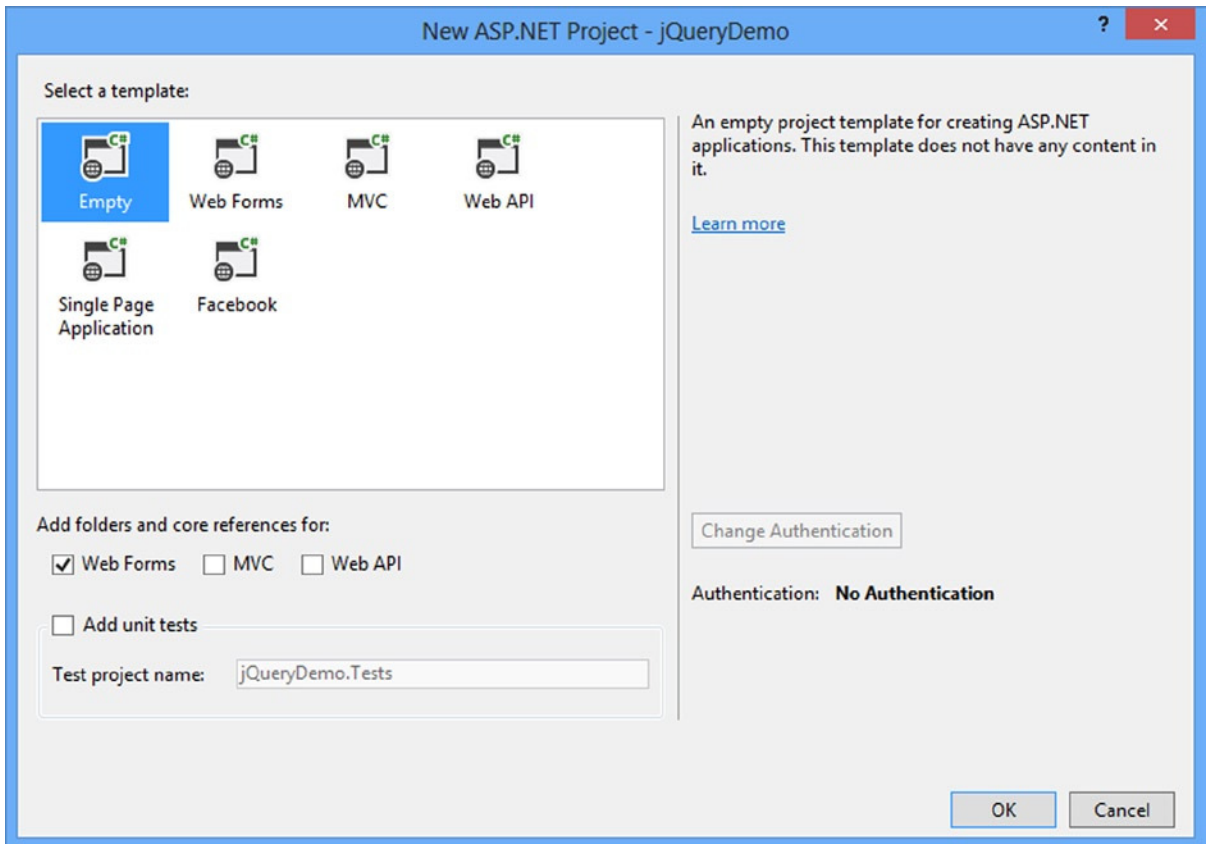 New ASP.NET Project - jQueryDemo
?
Select a template:
C# C# C# C#
Empty Web Forms MVC Web API
C# C#
Single Page Facebook
Application
An empty project template for creating ASP.NET
applications. This template does not have any content in
it.
Learn more
Add folders and core references for:
Web Forms MVC Web API
Add unit tests
Test project name: jQueryDemo.Tests
Change Authentication
Authentication: No Authentication
OK Cancel